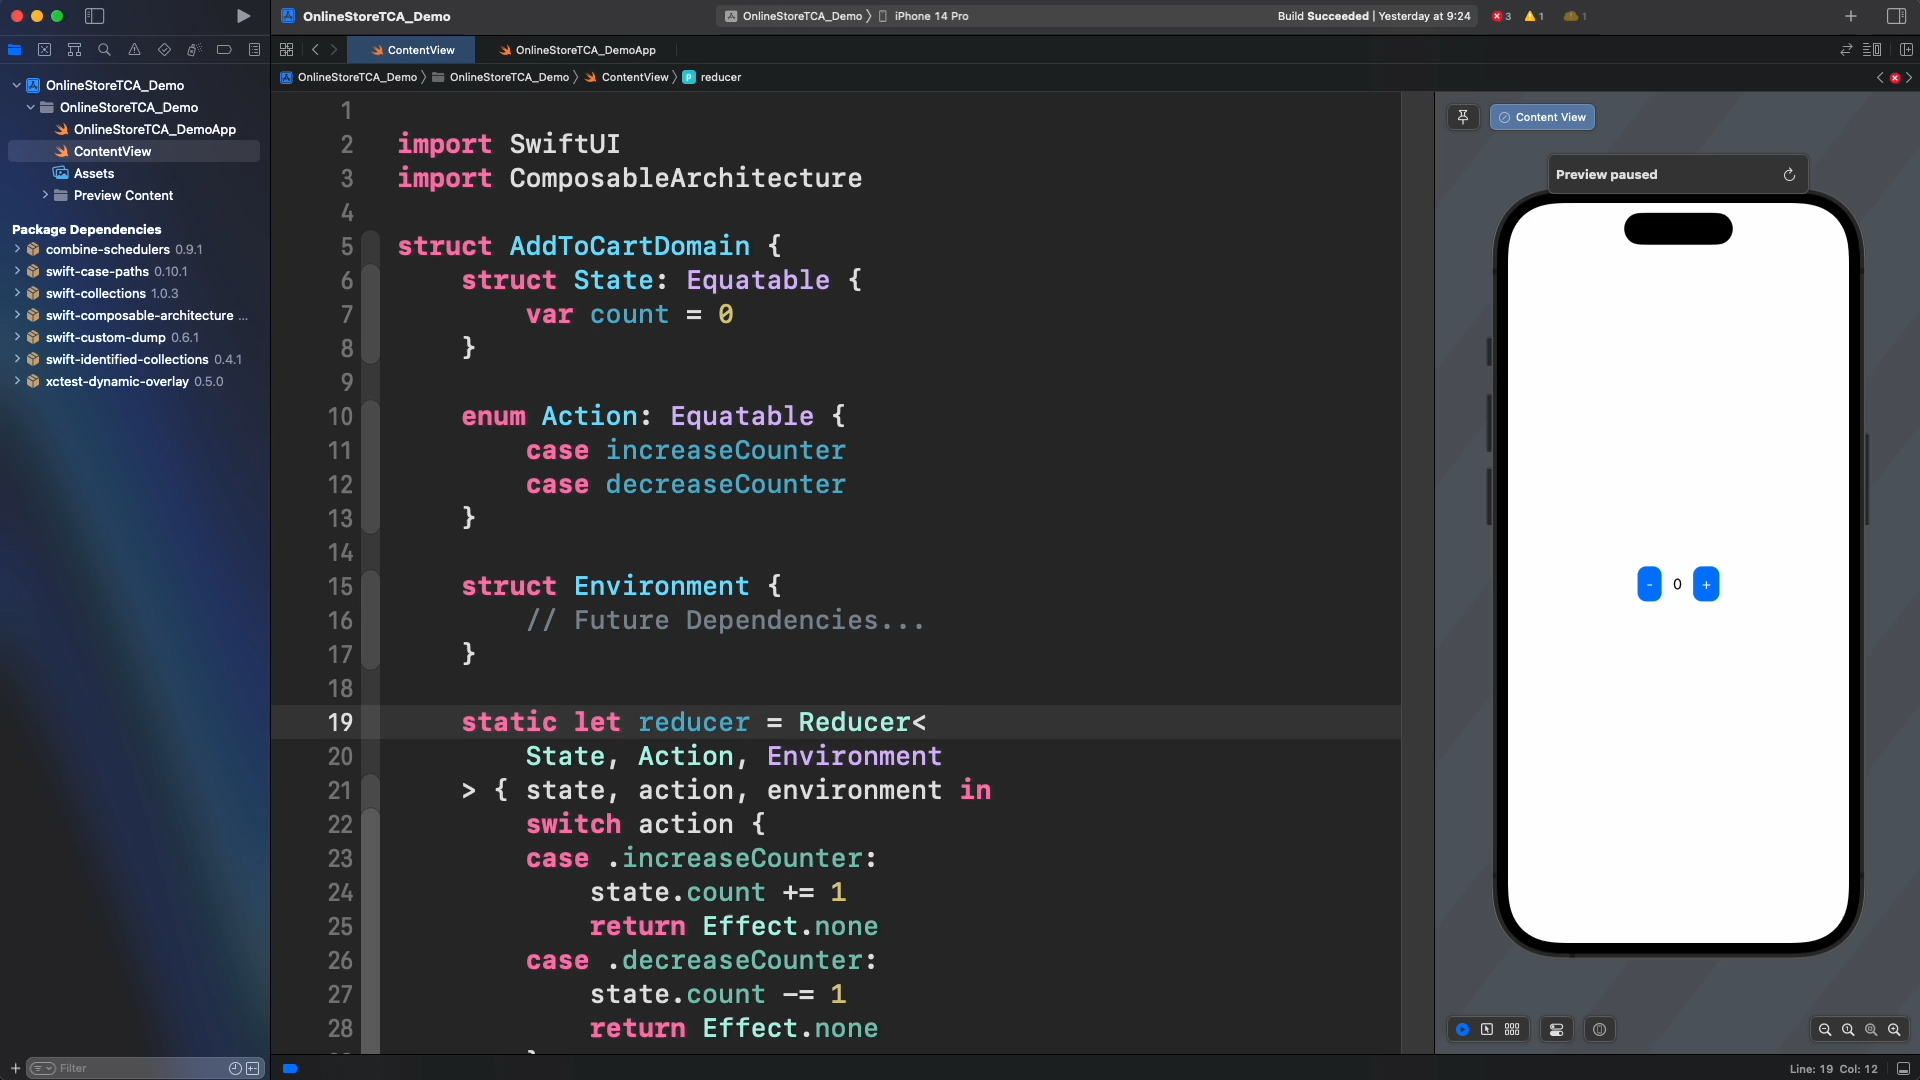 OnlineStoreTCA_Demo
OnlineStoreTCA_Demo
iPhone 14 Pro
Build Succeeded | Yesterday at 9:24
3
1
1
ContentView
OnlineStoreTCA_DemoApp
OnlineStoreTCA_Demo
OnlineStoreTCA_Demo
ContentView
reducer
OnlineStoreTCA_Demo
OnlineStoreTCA_Demo
OnlineStoreTCA_DemoApp
ContentView
Assets
Preview Content
Package Dependencies
combine-schedulers 0.9.1
swift-case-paths 0.10.1
swift-collections 1.0.3
swift-composable-architecture ...
swift-custom-dump 0.6.1
swift-identified-collections 0.4.1
xctest-dynamic-overlay 0.5.0
Filter
1
2 import SwiftUI
3 import ComposableArchitecture
4
5 struct AddToCartDomain {
6 struct State: Equatable {
7 var count = 0
8 }
9
10 enum Action: Equatable {
11 case increaseCounter
12 case decreaseCounter
13 }
14
15 struct Environment {
16 // Future Dependencies...
17 }
18
19 static let reducer = Reducer<
20 State, Action, Environment
21 > { state, action, environment in
22 switch action {
23 case .increaseCounter:
24 state.count += 1
25 return Effect.none
26 case .decreaseCounter:
27 state.count -= 1
28 return Effect.none
Content View
Preview paused
- 0 +
Line: 19 Col: 12